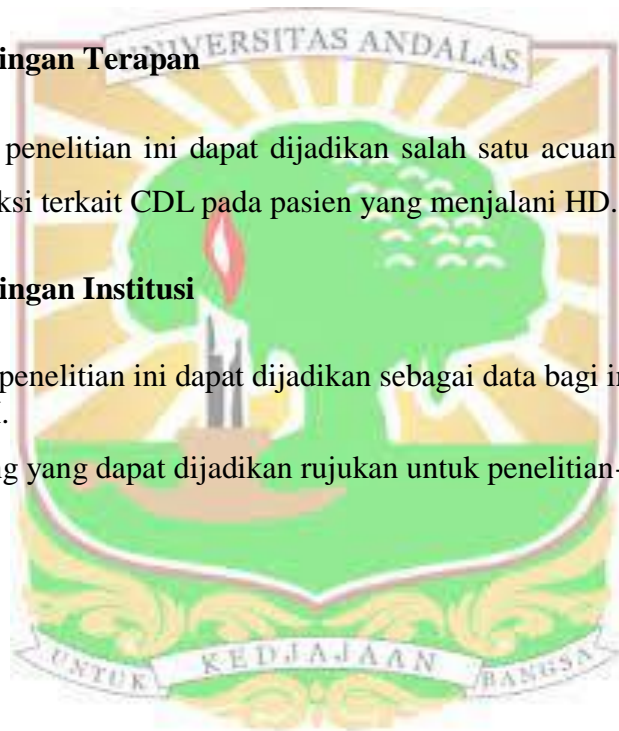 UNIVERSITAS ANDALAS
ingan Terapan
penelitian ini dapat dijadikan salah satu acuan
ksi terkait CDL pada pasien yang menjalani HD.
ingan Institusi
penelitian ini dapat dijadikan sebagai data bagi in
.
g yang dapat dijadikan rujukan untuk penelitian-
UNTUK KEDJAJAAN BANGSA